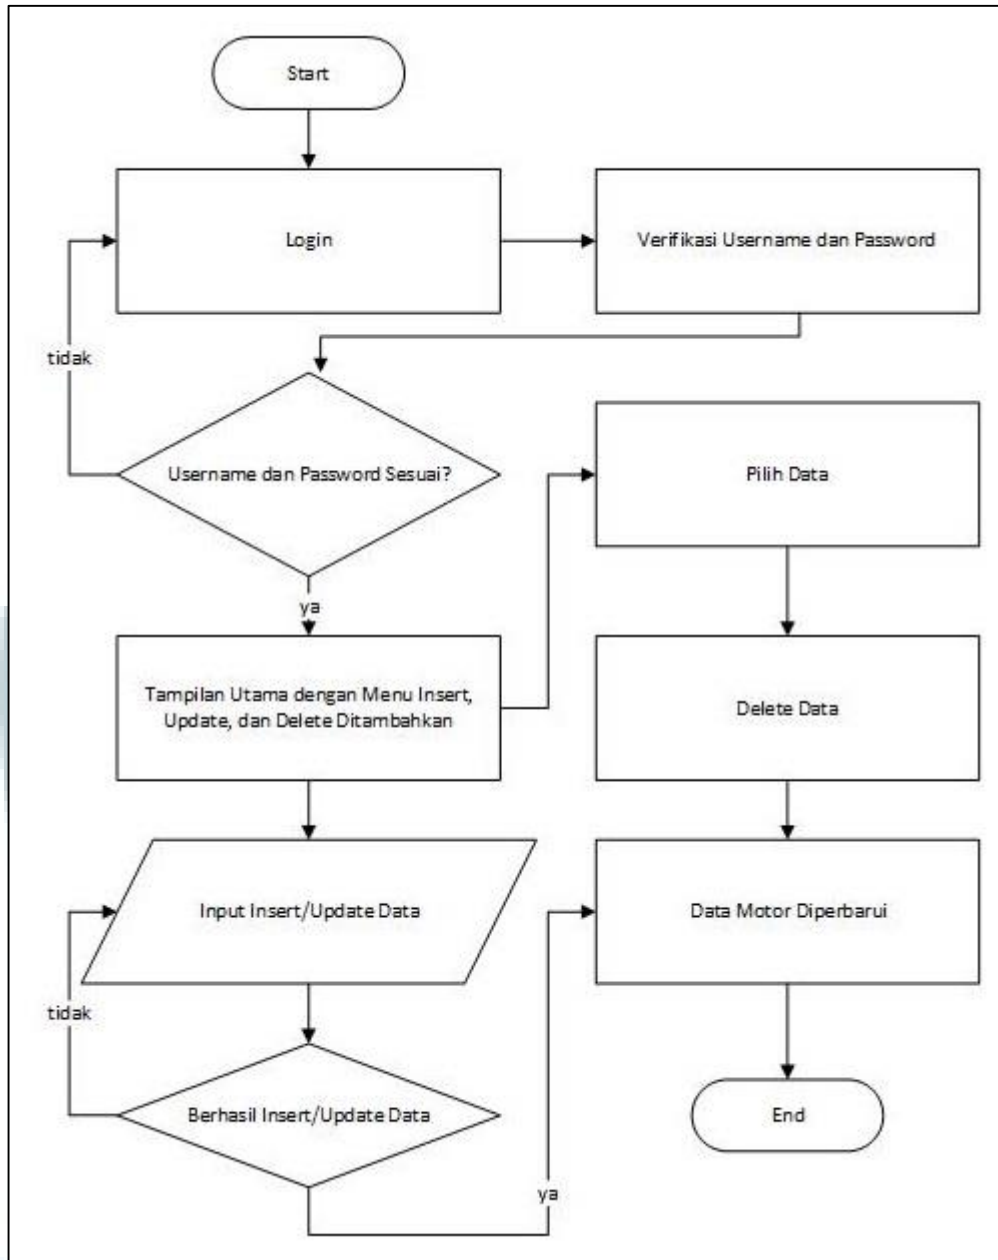 Start
Login
Verifikasi Username dan Password
tidak
Username dan Password Sesuai?
Pilih Data
ya
Tampilan Utama dengan Menu Insert,
Update, dan Delete Ditambahkan
Delete Data
Input Insert/Update Data
Data Motor Diperbarui
tidak
Berhasil Insert/Update Data
End
ya